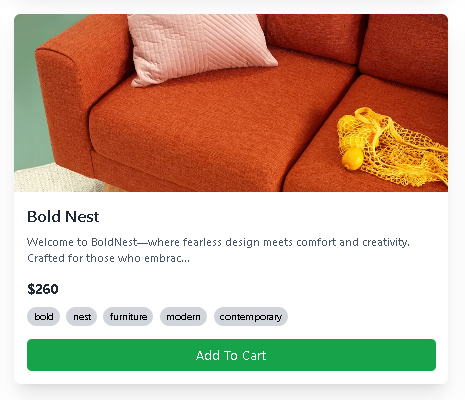 Bold Nest
Welcome to BoldNest—where fearless design meets comfort and creativity.
Crafted for those who embrac...
$260
bold nest furniture modern contemporary
Add To Cart